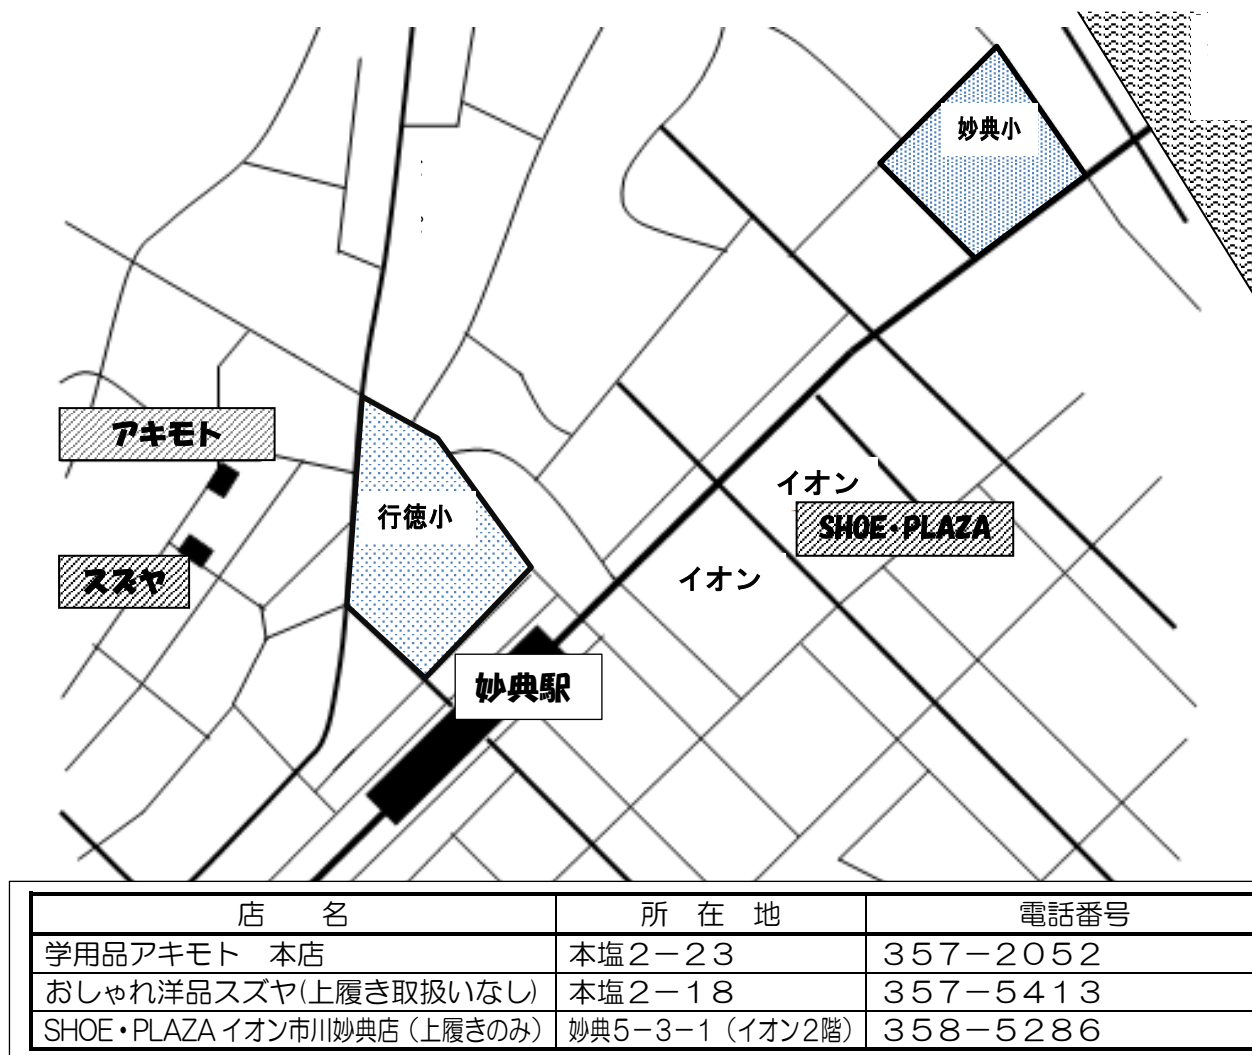 妙典小
アキモト
行徳小
イオン
SHOE・PLAZA
スズヤ
イオン
妙典駅
店　名　所　在　地　電話番号
学用品アキモト　本店　本塩２－２３　３５７－２０５２
おしゃれ洋品スズヤ(上履き取扱いなし)　本塩２－１８　３５７－５４１３
SHOE・PLAZA イオン市川妙典店（上履きのみ）　妙典５－３－１（イオン２階）　３５８－５２８６